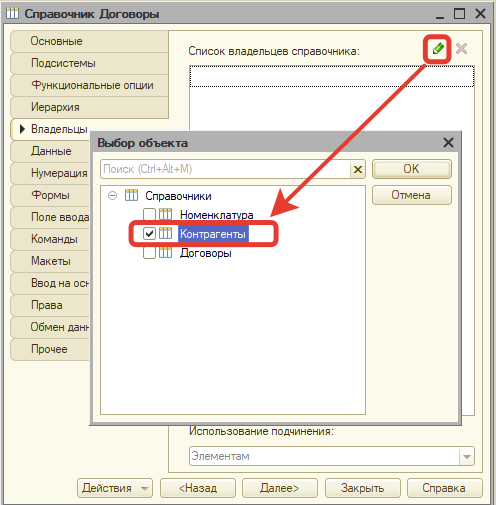 Справочник Договоры
Основные
Подсистемы
Функциональные опции
Иерархия
Владельцы
Данные
Нумерация
Формы
Поле ввода
Команды
Макеты
Ввод на осн
Права
Обмен данн
Прочее
Список владельцев справочника:
Выбор объекта
Поиск (Ctrl+Alt+M)
OK
Отмена
Справочники
Номенклатура
Контрагенты
Договоры
Использование подчинения:
Элементам
Действия
<Назад
Далее>
Закрыть
Справка